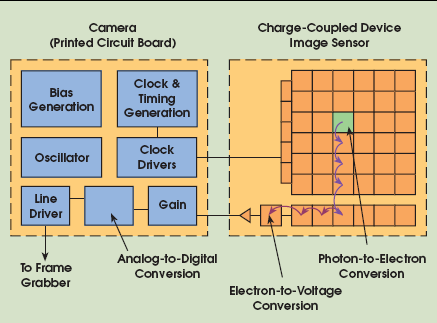 Camera
(Printed Circuit Board)
Charge-Coupled Device
Image Sensor
Bias
Generation
Clock &
Timing
Generation
Oscillator
Clock
Drivers
Line
Driver
Gain
To Frame
Grabber
Analog-to-Digital
Conversion
Photon-to-Electron
Conversion
Electron-to-Voltage
Conversion